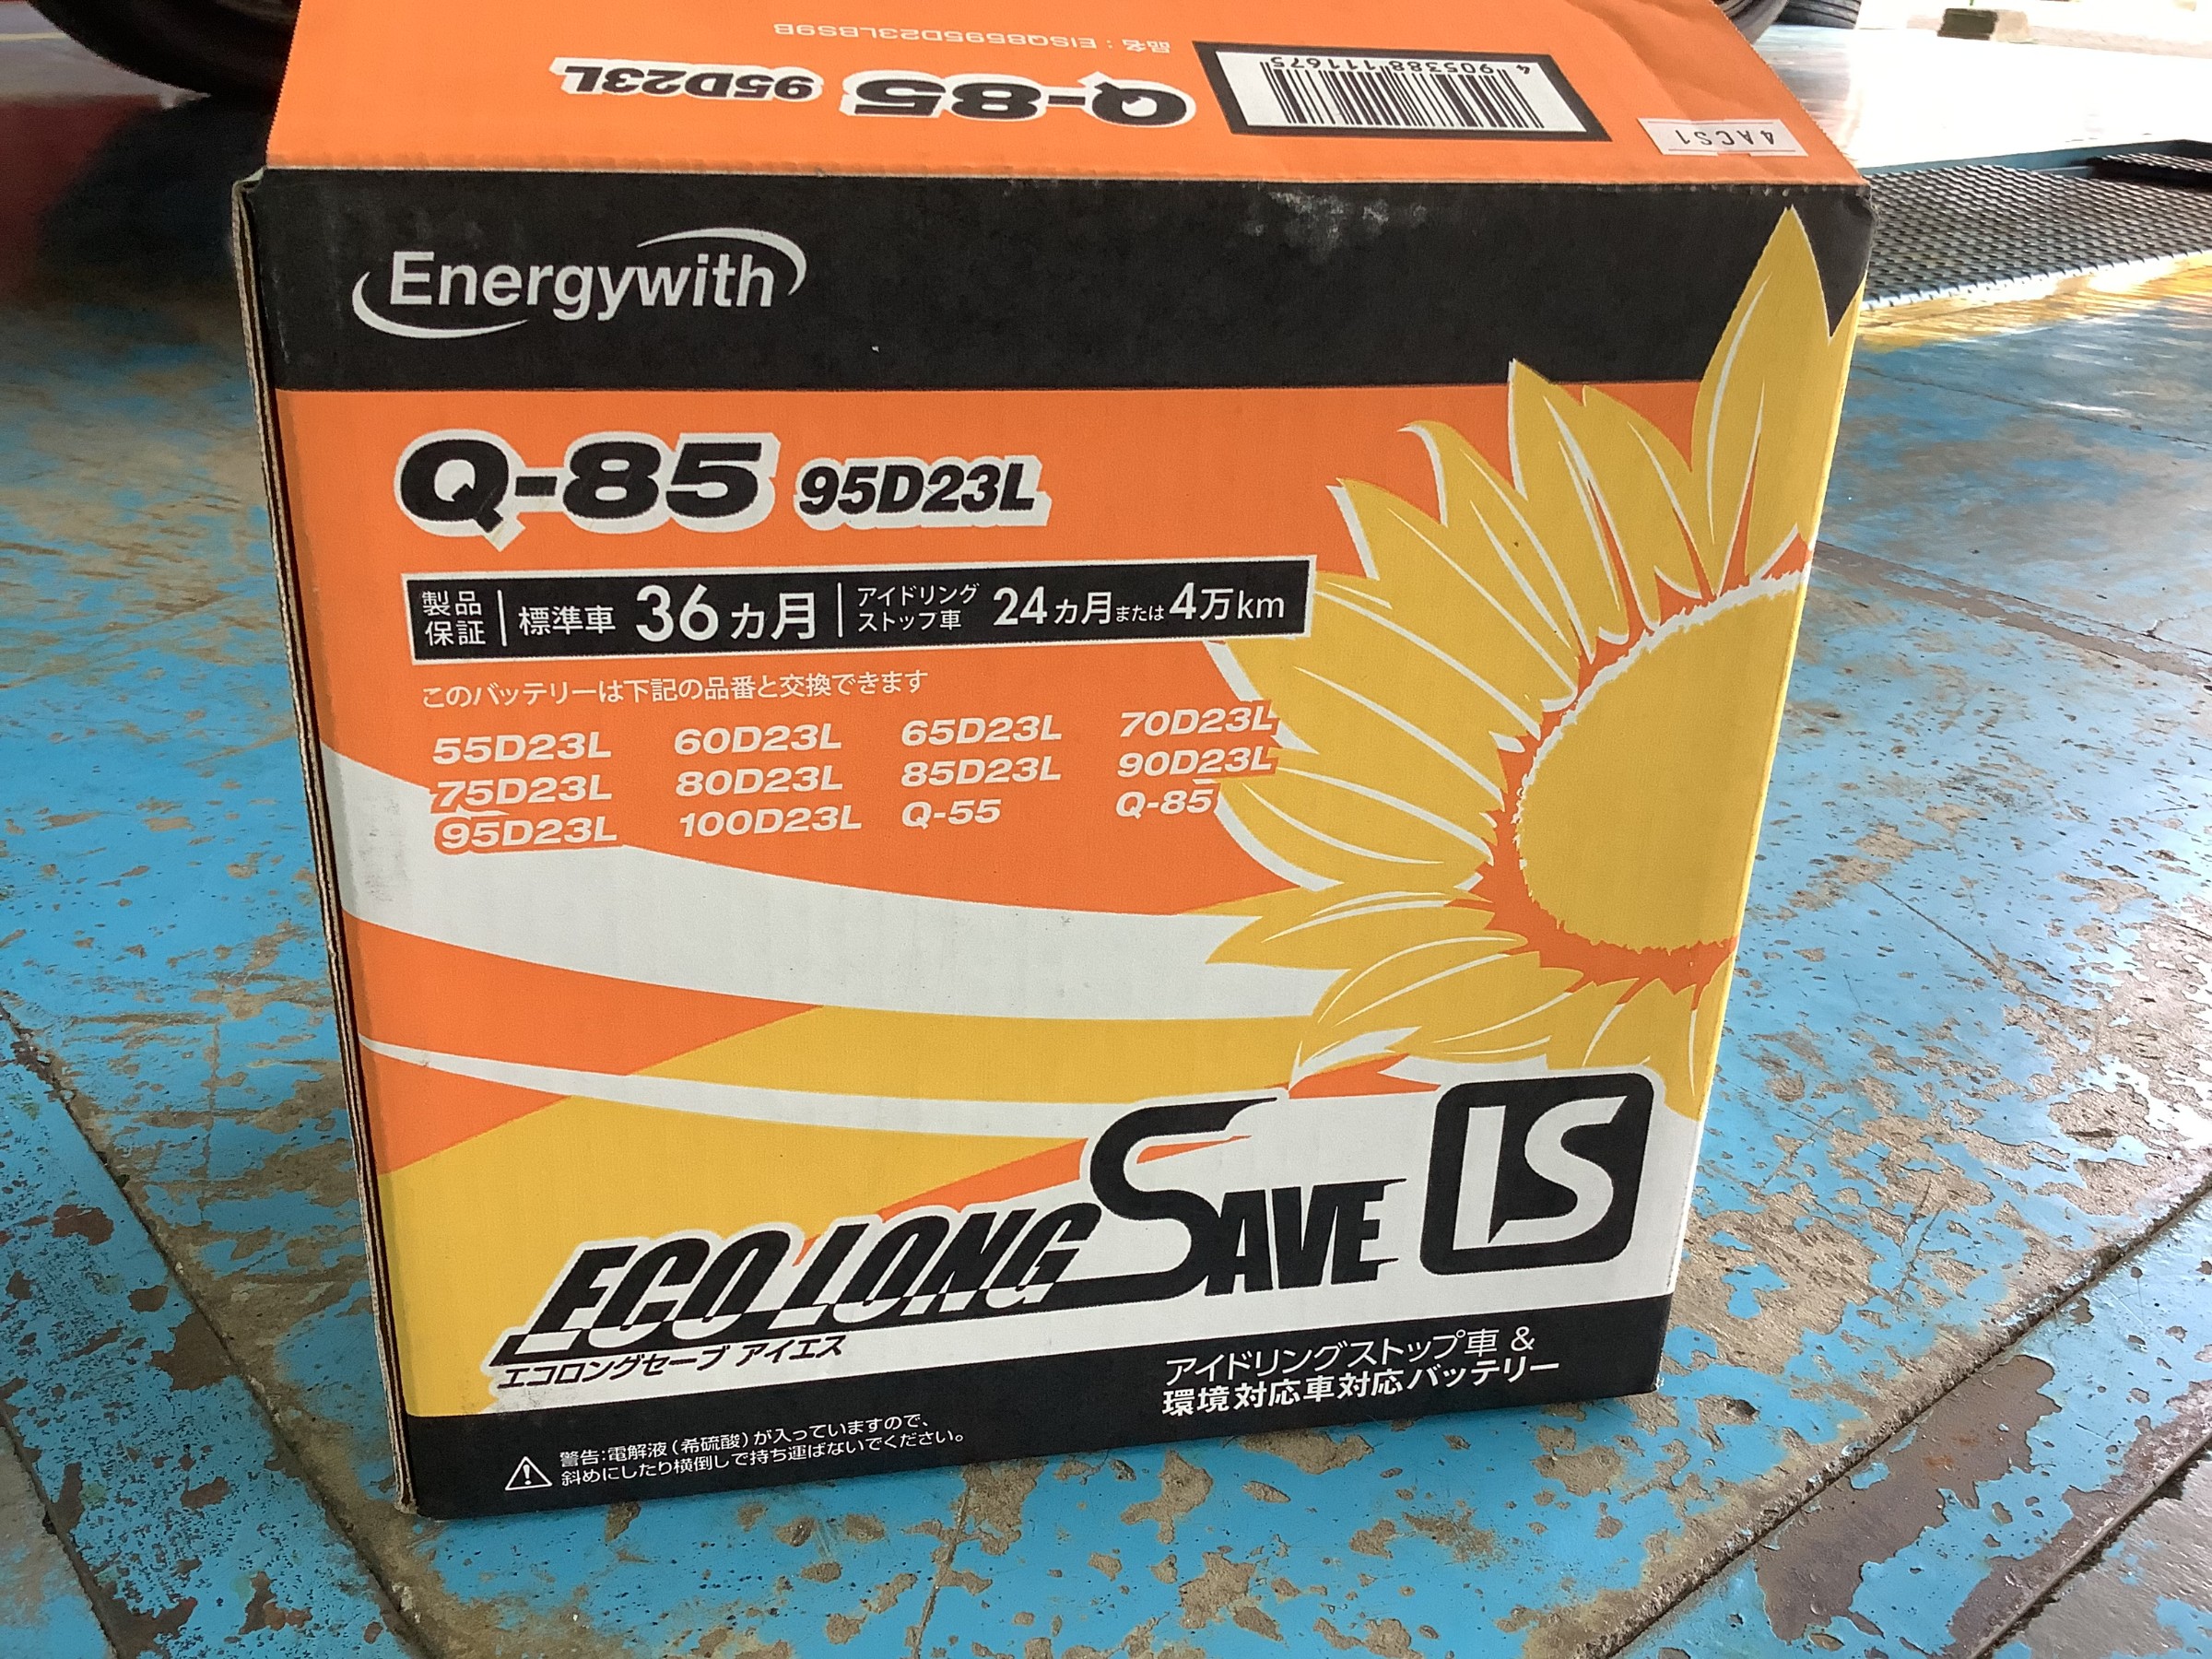 品名：EISQ8595D23LBS9B
Q-85 95D23L
4 905388 111675
4ACS1
Energywith
Q-85 95D23L
製品保証 標準車 36ヵ月 アイドリングストップ車 24ヵ月または4万km
このバッテリーは下記の品番と交換できます
55D23L 60D23L 65D23L 70D23L
75D23L 80D23L 85D23L 90D23L
95D23L 100D23L Q-55 Q-85
ECO LONG SAVE IS
エコロングセーブ アイエス
アイドリングストップ車 &
環境対応車対応バッテリー
警告:電解液(希硫酸)が入っていますので、
斜めにしたり横倒しで持ち運ばないでください。